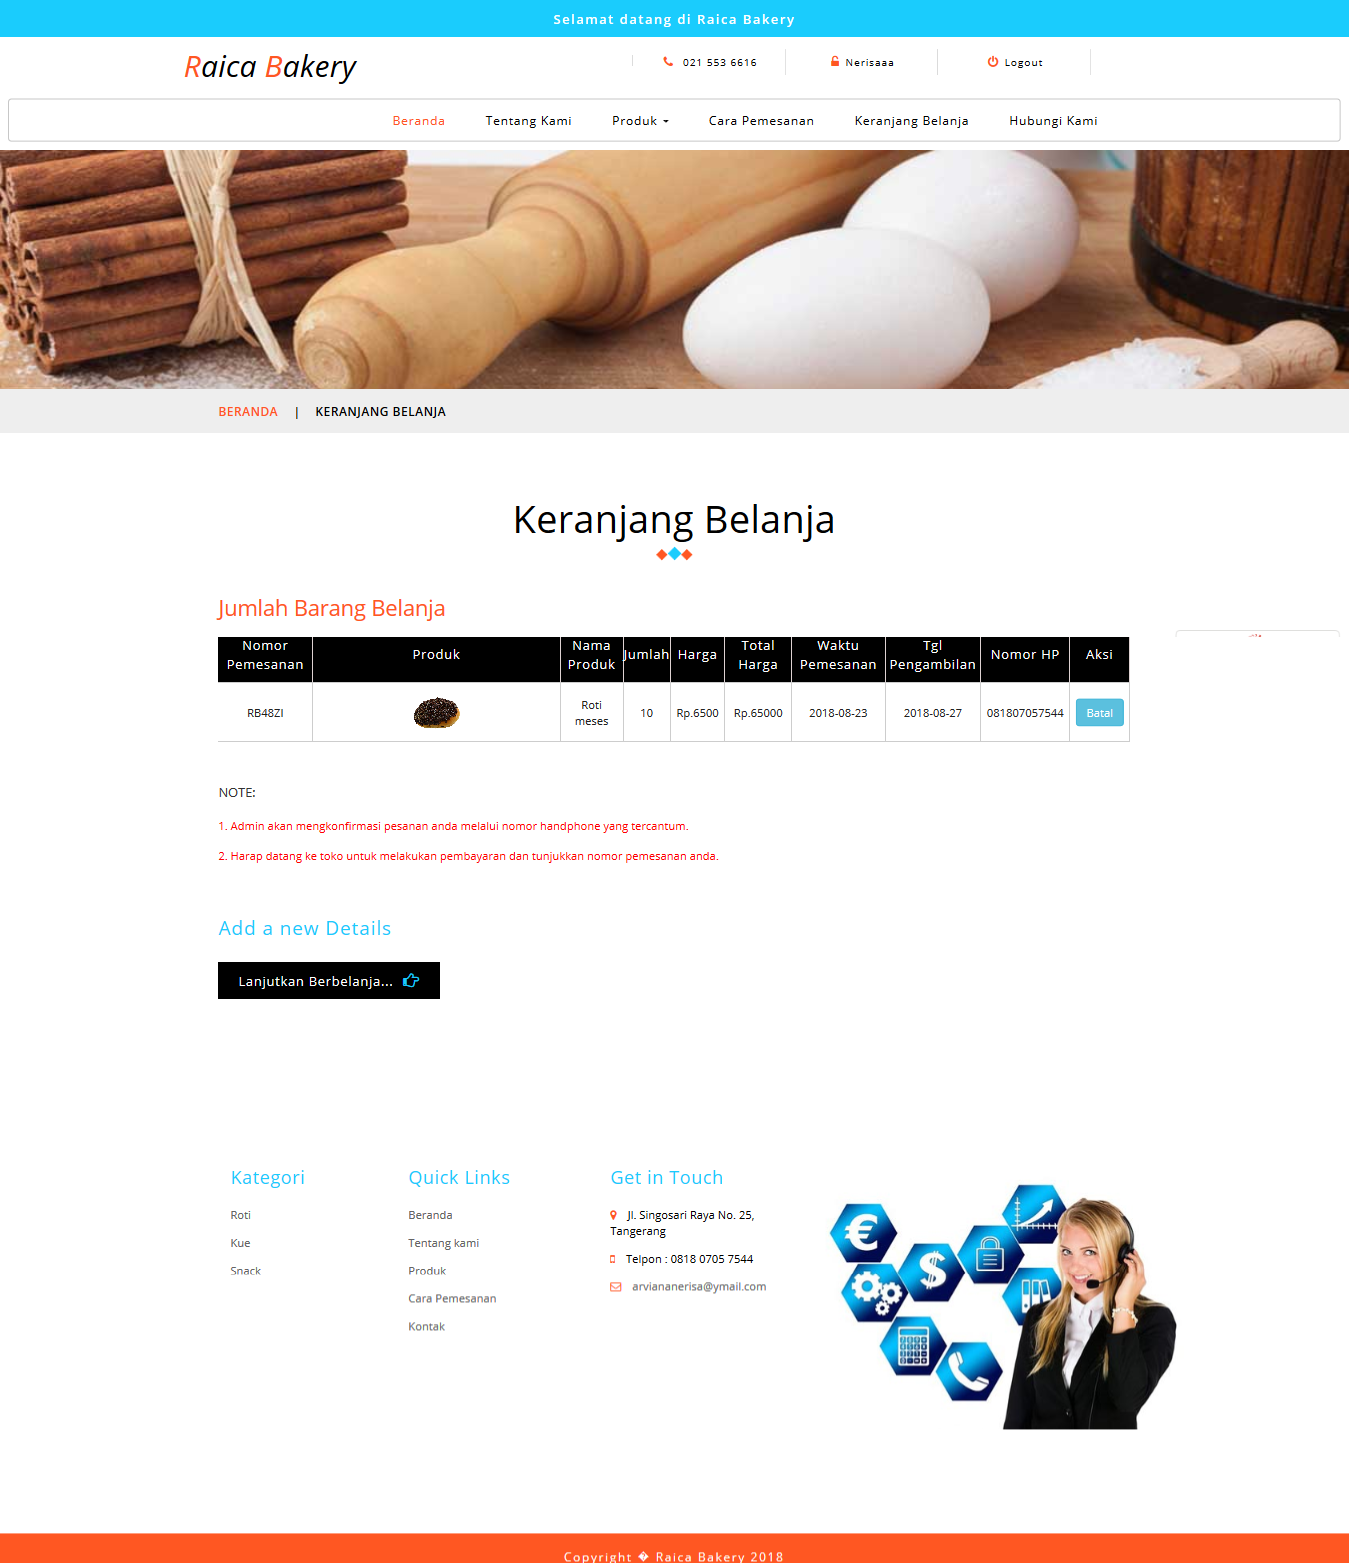 Selamat datang di Raica Bakery
Raica Bakery
021 553 6616
Nerisaaa
Logout
Beranda
Tentang Kami
Produk
Cara Pemesanan
Keranjang Belanja
Hubungi Kami
BERANDA | KERANJANG BELANJA
Keranjang Belanja
Jumlah Barang Belanja
Nomor Pemesanan
Produk
Nama Produk
Jumlah
Harga
Total Harga
Waktu Pemesanan
Tgl Pengambilan
Nomor HP
Aksi
RB48ZI
Roti meses
10
Rp.6500
Rp.65000
2018-08-23
2018-08-27
081807057544
Batal
NOTE:
1. Admin akan mengkonfirmasi pesanan anda melalui nomor handphone yang tercantum.
2. Harap datang ke toko untuk melakukan pembayaran dan tunjukkan nomor pemesanan anda.
Add a new Details
Lanjutkan Berbelanja...
Kategori
Roti
Kue
Snack
Quick Links
Beranda
Tentang kami
Produk
Cara Pemesanan
Kontak
Get in Touch
Jl. Singosari Raya No. 25,
Tangerang
Telpon : 0818 0705 7544
arviananerisa@ymail.com
Copyright � Raica Bakery 2018